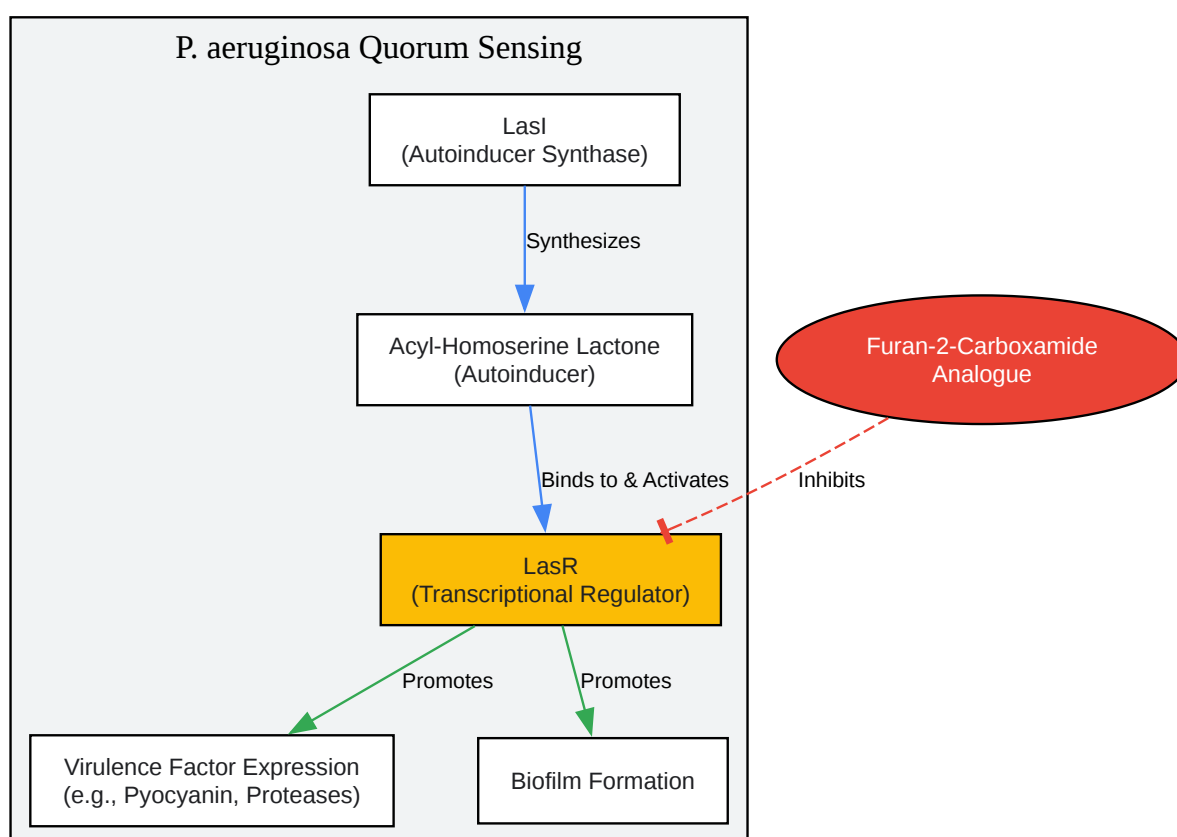 P. aeruginosa Quorum Sensing
LasI
(Autoinducer Synthase)
Synthesizes
Acyl-Homoserine Lactone
(Autoinducer)
Furan-2-Carboxamide
Analogue
Binds to & Activates
Inhibits
LasR
(Transcriptional Regulator)
Promotes
Promotes
Virulence Factor Expression
(e.g., Pyocyanin, Proteases)
Biofilm Formation